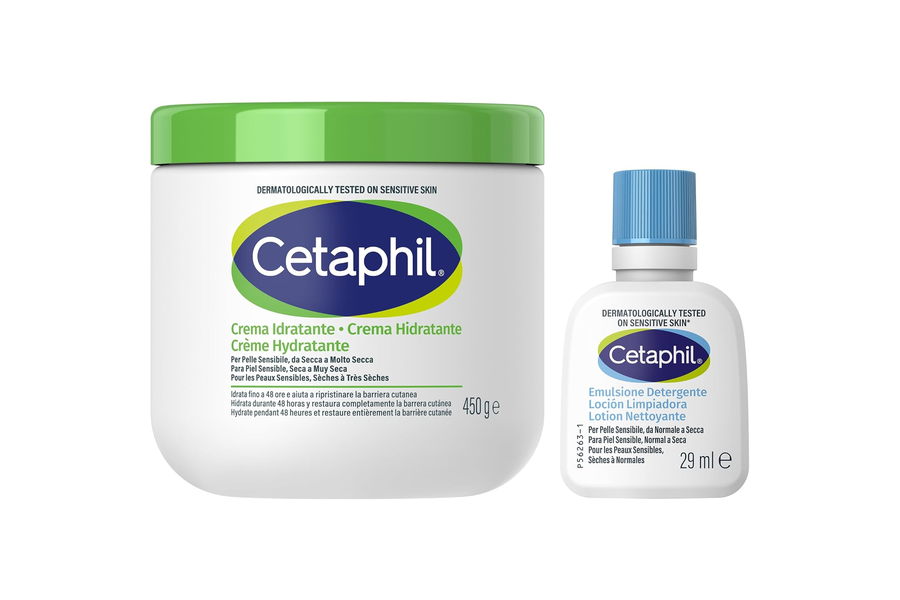 DERMATOLOGICALLY TESTED ON SENSITIVE SKIN
Cetaphil®
Crema Idratante • Crema Hidratante
Crème Hydratante
Per Pelle Sensibile, da Secca a Molto Secca
Para Piel Sensible, Seca a Muy Seca
Pour les Peaux Sensibles, Sèches à Très Sèches
Idrata fino a 48 ore e aiuta a ripristinare la barriera cutanea
Hidrata durante 48 horas y restaura completamente la barrera cutánea
Hydrate pendant 48 heures et restaure entièrement la barrière cutanée
450 g ℮
DERMATOLOGICALLY TESTED
ON SENSITIVE SKIN*
Cetaphil®
Emulsione Detergente
Loción Limpiadora
Lotion Nettoyante
Per Pelle Sensibile, da Normale a Secca
Para Piel Sensible, Normal a Seca
Pour les Peaux Sensibles,
Sèches à Normales
29 ml ℮
P56263-1